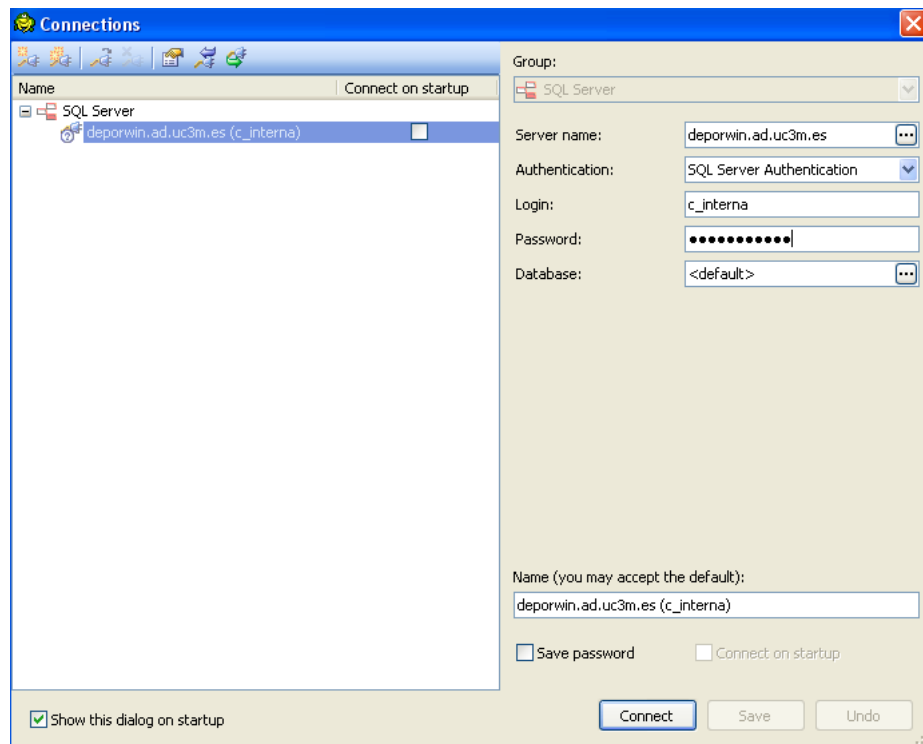 Connections
Name
Connect on startup
SQL Server
deporwin.ad.uc3m.es (c_interna)
Group:
SQL Server
Server name:
deporwin.ad.uc3m.es
Authentication:
SQL Server Authentication
Login:
c_interna
Password:
●●●●●●●●●●●
Database:
<default>
Name (you may accept the default):
deporwin.ad.uc3m.es (c_interna)
Save password
Connect on startup
Show this dialog on startup
Connect
Save
Undo